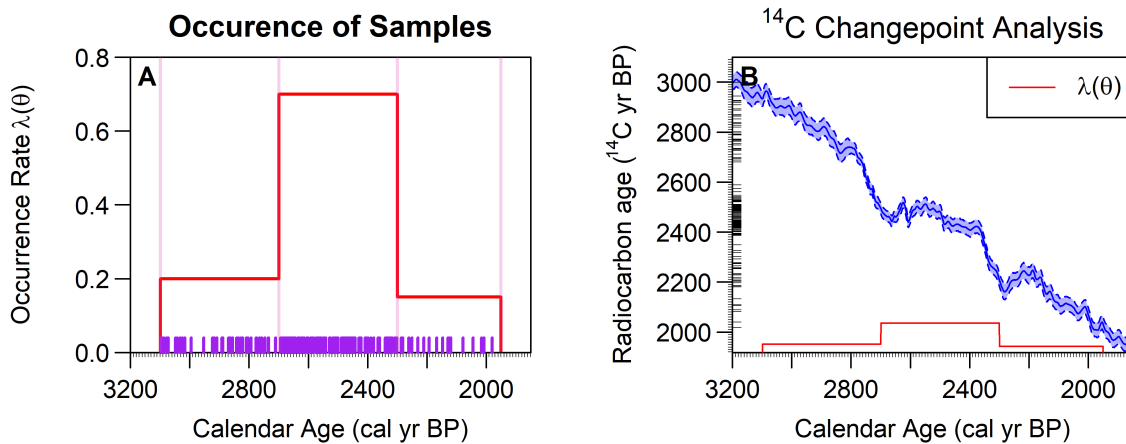 Occurence of Samples
A
Occurrence Rate λ(θ)
0.8
0.6
0.4
0.2
0.0
3200 2800 2400 2000
Calendar Age (cal yr BP)
¹⁴C Changepoint Analysis
B
λ(θ)
Radiocarbon age (¹⁴C yr BP)
3000
2800
2600
2400
2200
2000
3200 2800 2400 2000
Calendar Age (cal yr BP)